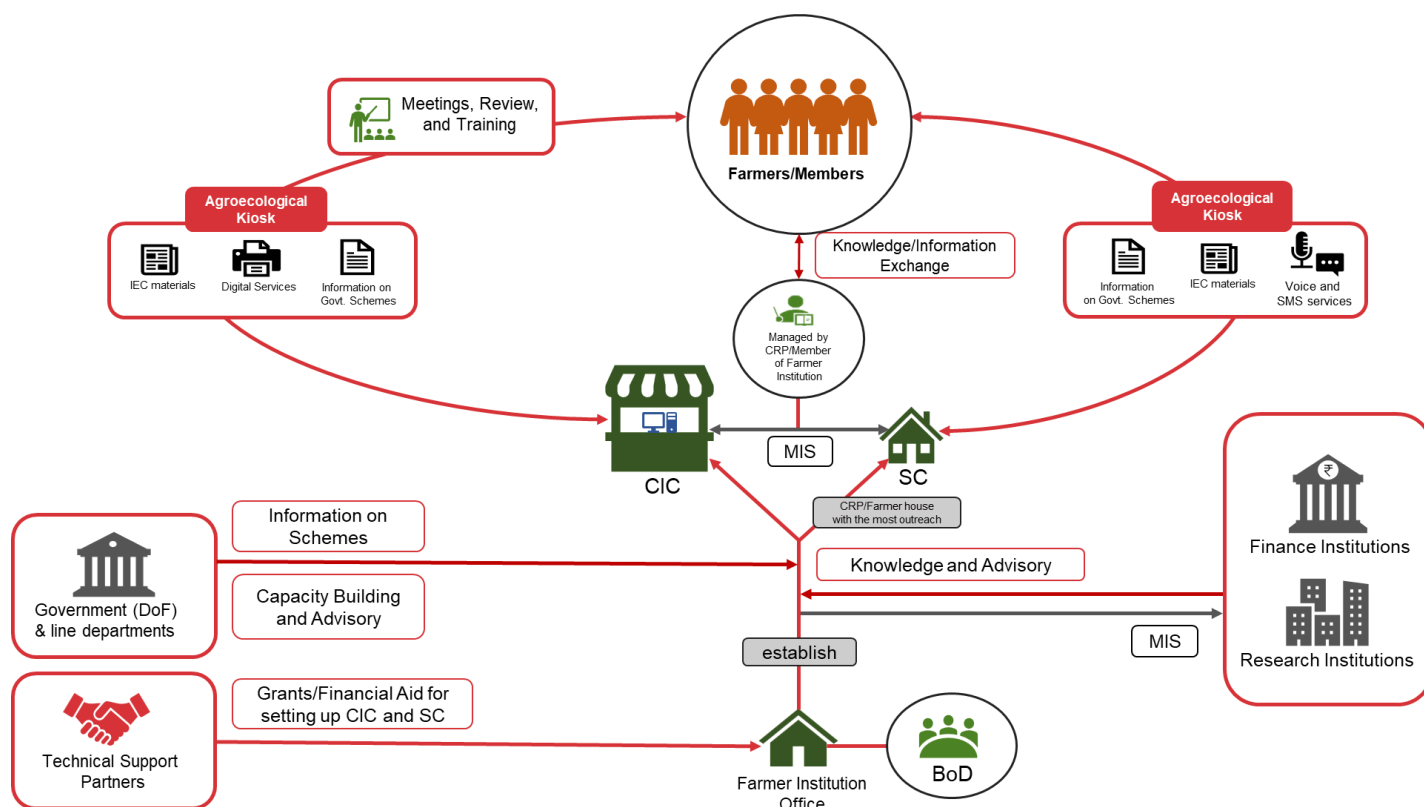 Meetings, Review,
and Training
Farmers/Members
Agroecological
Kiosk
IEC materials
Digital Services
Information on
Govt. Schemes
Agroecological
Kiosk
Information
on Govt. Schemes
IEC materials
Voice and
SMS services
Knowledge/Information
Exchange
Managed by
CRP/Member
of Farmer
Institution
MIS
CIC
SC
CRP/Farmer house
with the most outreach
₹
Finance Institutions
Research Institutions
Information on
Schemes
Government (DoF)
& line departments
Capacity Building
and Advisory
Knowledge and Advisory
MIS
establish
Grants/Financial Aid for
setting up CIC and SC
Technical Support
Partners
Farmer Institution
Office
BoD